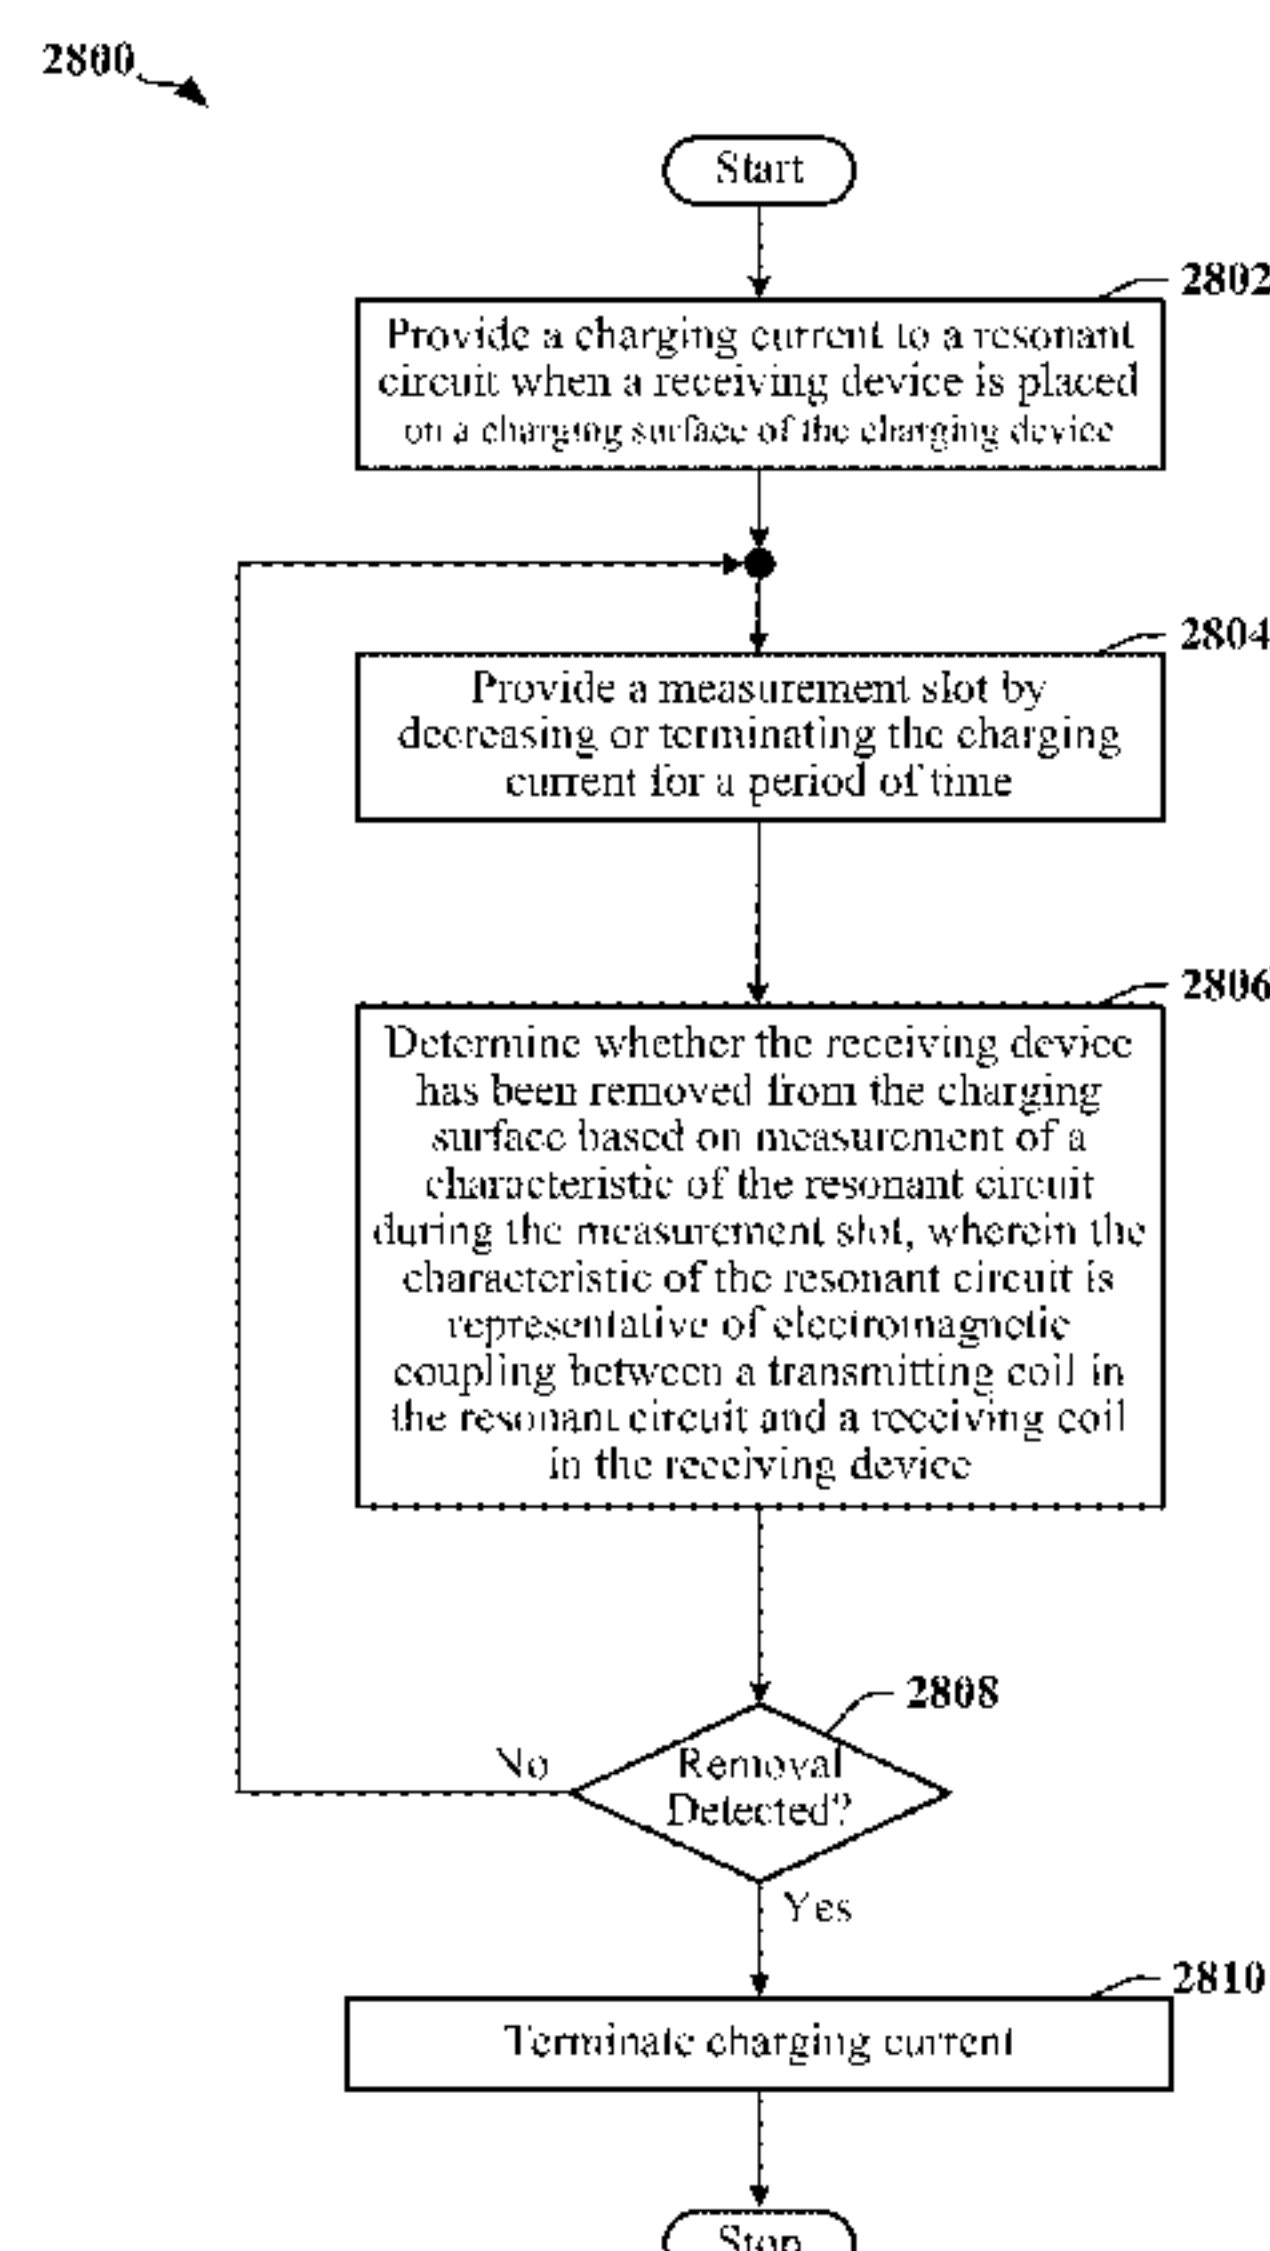 2800
Start
2802
Provide a charging current to a resonant
circuit when a receiving device is placed
on a charging surface of the charging device
2804
Provide a measurement slot by
decreasing or terminating the charging
current for a period of time
2806
Determine whether the receiving device
has been removed from the charging
surface based on measurement of a
characteristic of the resonant circuit
during the measurement slot, wherein the
characteristic of the resonant circuit is
representative of electromagnetic
coupling between a transmitting coil in
the resonant circuit and a receiving coil
in the receiving device
2808
No
Removal
Detected?
Yes
2810
Terminate charging current
Stop